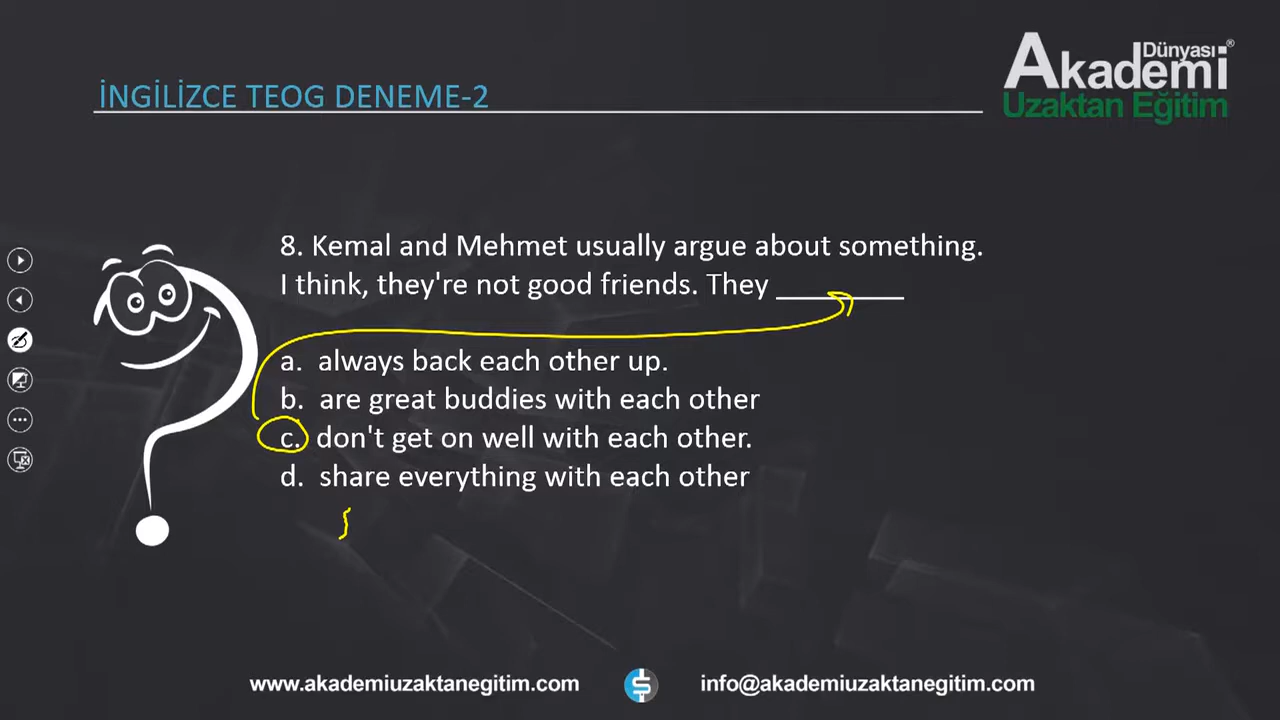 Dünyası®
Akademi
Uzaktan Eğitim
İNGİLİZCE TEOG DENEME-2
8. Kemal and Mehmet usually argue about something.
I think, they're not good friends. They ________
a. always back each other up.
b. are great buddies with each other
c. don't get on well with each other.
d. share everything with each other
www.akademiuzaktanegitim.com
info@akademiuzaktanegitim.com